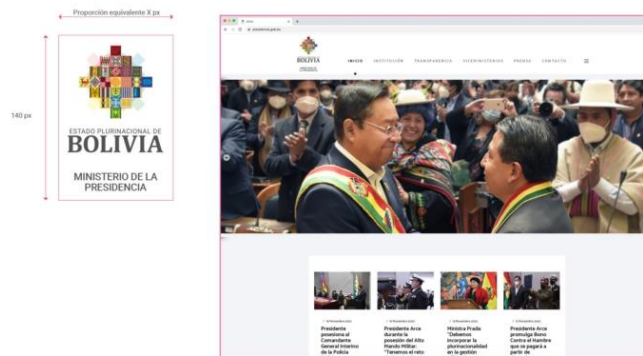 Proporción equivalente X px
140 px
ESTADO PLURINACIONAL DE
BOLIVIA
MINISTERIO DE LA
PRESIDENCIA
BOLIVIA
INICIO INSTITUCIÓN TRANSPARENCIA VICEMINISTERIOS PRENSA CONTACTO
Presidente
posesiona al
Comandante
General Interino
de la Policía
Presidente Arce
durante la
posesión del Alto
Mando Militar:
"Tenemos el reto
Ministra Prada:
"Debemos
incorporar la
plurinacionalidad
en la gestión
Presidente Arce
promulga Bono
Contra el Hambre
que se pagará a
partir de